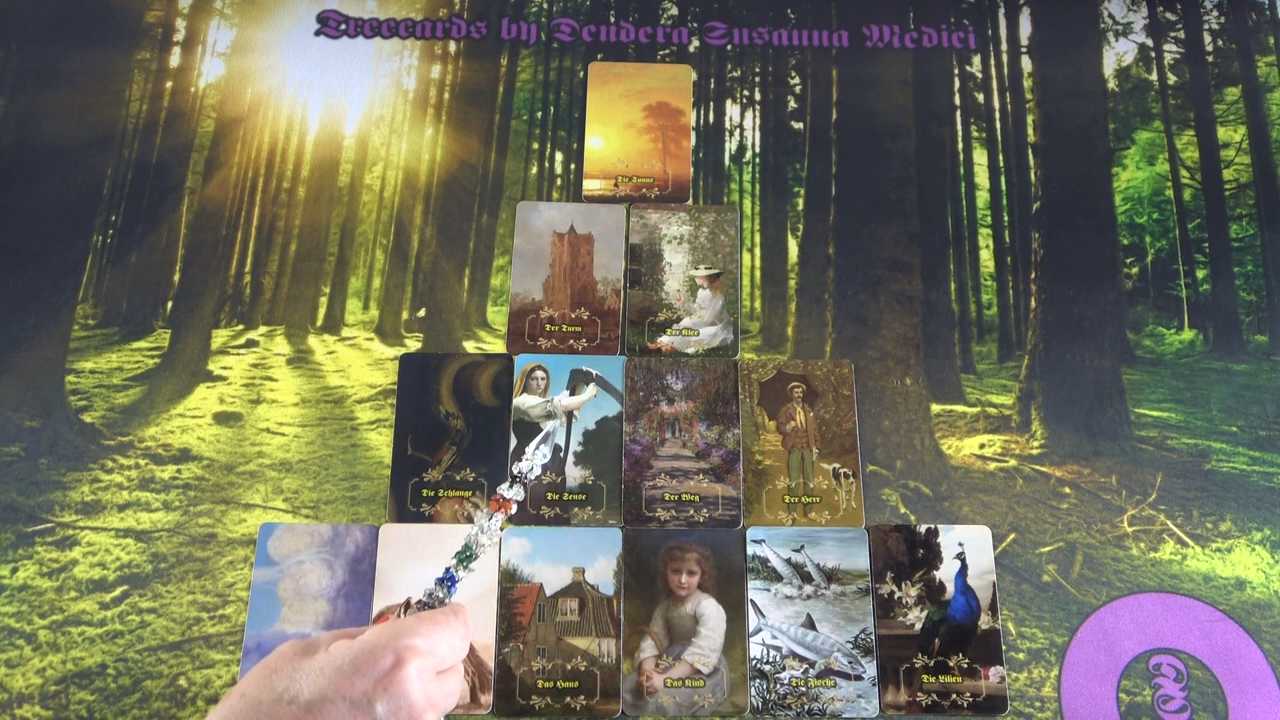 Treecards by Dendera Susanna Medici
Die Sonne
Der Turm
Der Klee
Die Schlange
Die Sense
Der Weg
Der Herr
Das Haus
Das Kind
Die Fische
Die Lilien